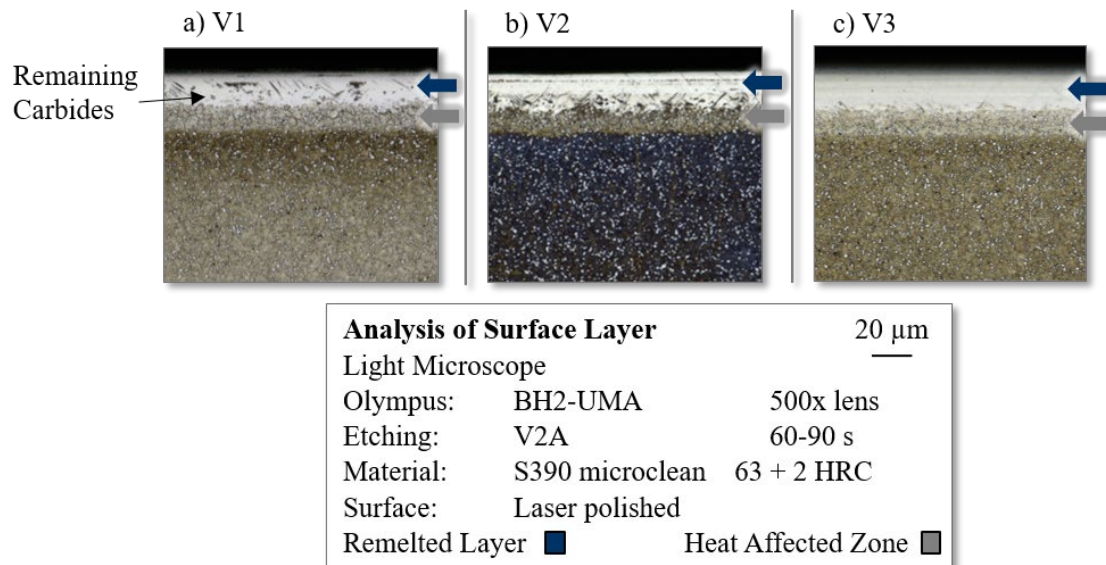 a) V1
b) V2
c) V3
Remaining
Carbides
Analysis of Surface Layer 20 µm
Light Microscope
Olympus: BH2-UMA 500x lens
Etching: V2A 60-90 s
Material: S390 microclean 63 + 2 HRC
Surface: Laser polished
Remelted Layer Heat Affected Zone